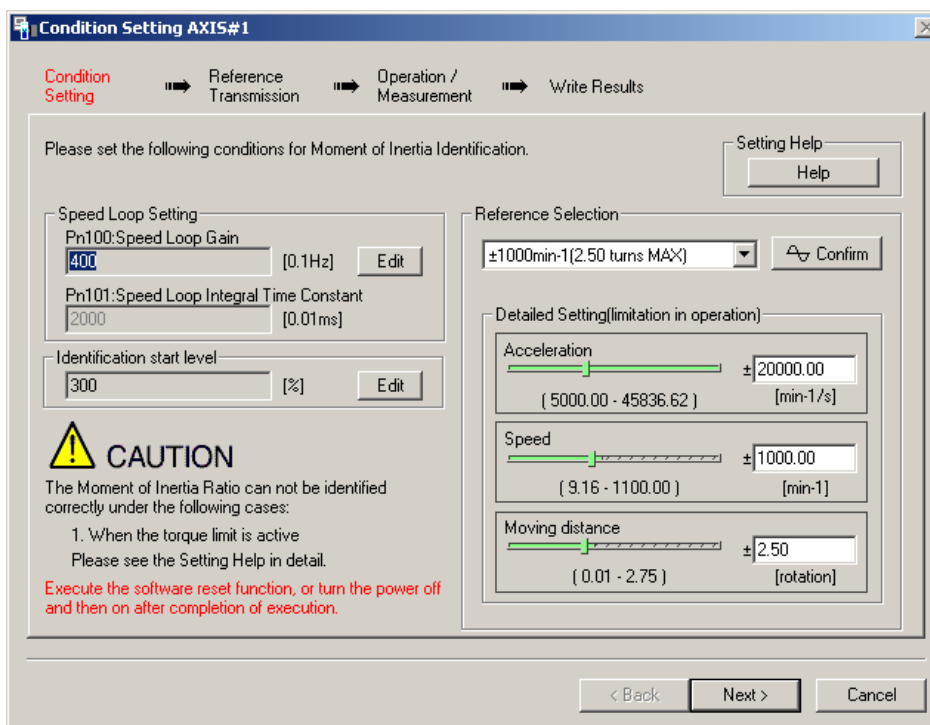 Condition Setting AXIS#1
Condition
Setting
Reference
Transmission
Operation /
Measurement
Write Results
Please set the following conditions for Moment of Inertia Identification.
Setting Help
Help
Speed Loop Setting
Pn100:Speed Loop Gain
400
[0.1Hz]
Edit
Pn101:Speed Loop Integral Time Constant
2000
[0.01ms]
Identification start level
300
[%]
Edit
CAUTION
The Moment of Inertia Ratio can not be identified
correctly under the following cases:
1. When the torque limit is active
Please see the Setting Help in detail.
Execute the software reset function, or turn the power off
and then on after completion of execution.
Reference Selection
±1000min-1(2.50 turns MAX)
Confirm
Detailed Setting(limitation in operation)
Acceleration
±20000.00
( 5000.00 - 45836.62 )
[min-1/s]
Speed
±1000.00
( 9.16 - 1100.00 )
[min-1]
Moving distance
±2.50
( 0.01 - 2.75 )
[rotation]
< Back
Next >
Cancel